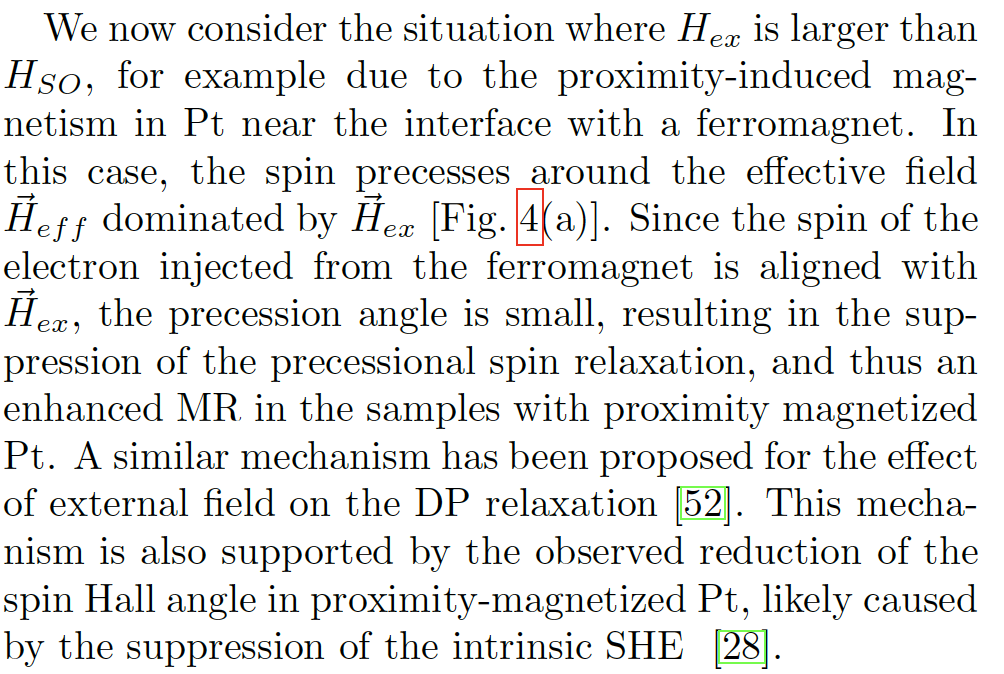 We now consider the situation where H_{ex} is larger than
H_{SO}, for example due to the proximity-induced mag-
netism in Pt near the interface with a ferromagnet. In
this case, the spin precesses around the effective field
\vec{H}_{eff} dominated by \vec{H}_{ex} [Fig. 4(a)]. Since the spin of the
electron injected from the ferromagnet is aligned with
\vec{H}_{ex}, the precession angle is small, resulting in the sup-
pression of the precessional spin relaxation, and thus an
enhanced MR in the samples with proximity magnetized
Pt. A similar mechanism has been proposed for the effect
of external field on the DP relaxation [52]. This mecha-
nism is also supported by the observed reduction of the
spin Hall angle in proximity-magnetized Pt, likely caused
by the suppression of the intrinsic SHE [28].